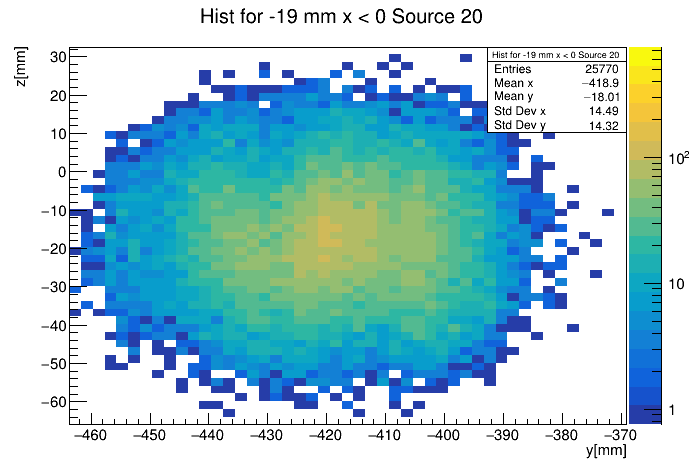 Hist for -19 mm x < 0 Source 20
z[mm]
Hist for -19 mm x < 0 Source 20
Entries 25770
Mean x −418.9
Mean y −18.01
Std Dev x 14.49
Std Dev y 14.32
30
20
10
0
−10
−20
−30
−40
−50
−60
10²
10
1
−460 −450 −440 −430 −420 −410 −400 −390 −380 −370
y[mm]